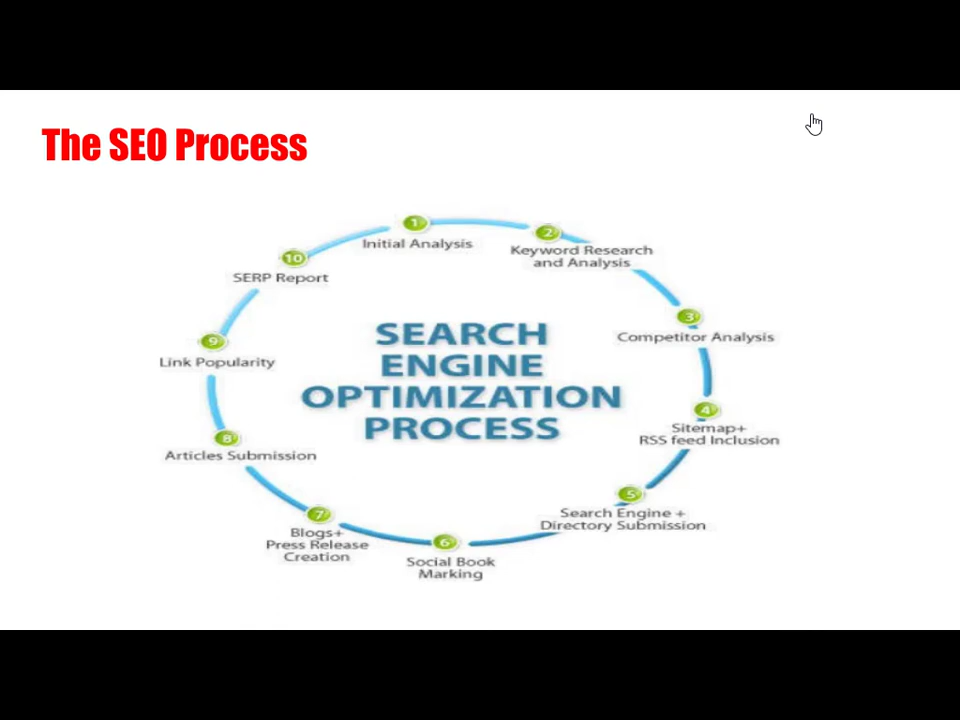 The SEO Process
1
Initial Analysis
2
Keyword Research
and Analysis
3
Competitor Analysis
4
Sitemap+
RSS feed Inclusion
5
Search Engine +
Directory Submission
6
Social Book
Marking
7
Blogs+
Press Release
Creation
8
Articles Submission
9
Link Popularity
10
SERP Report
SEARCH
ENGINE
OPTIMIZATION
PROCESS